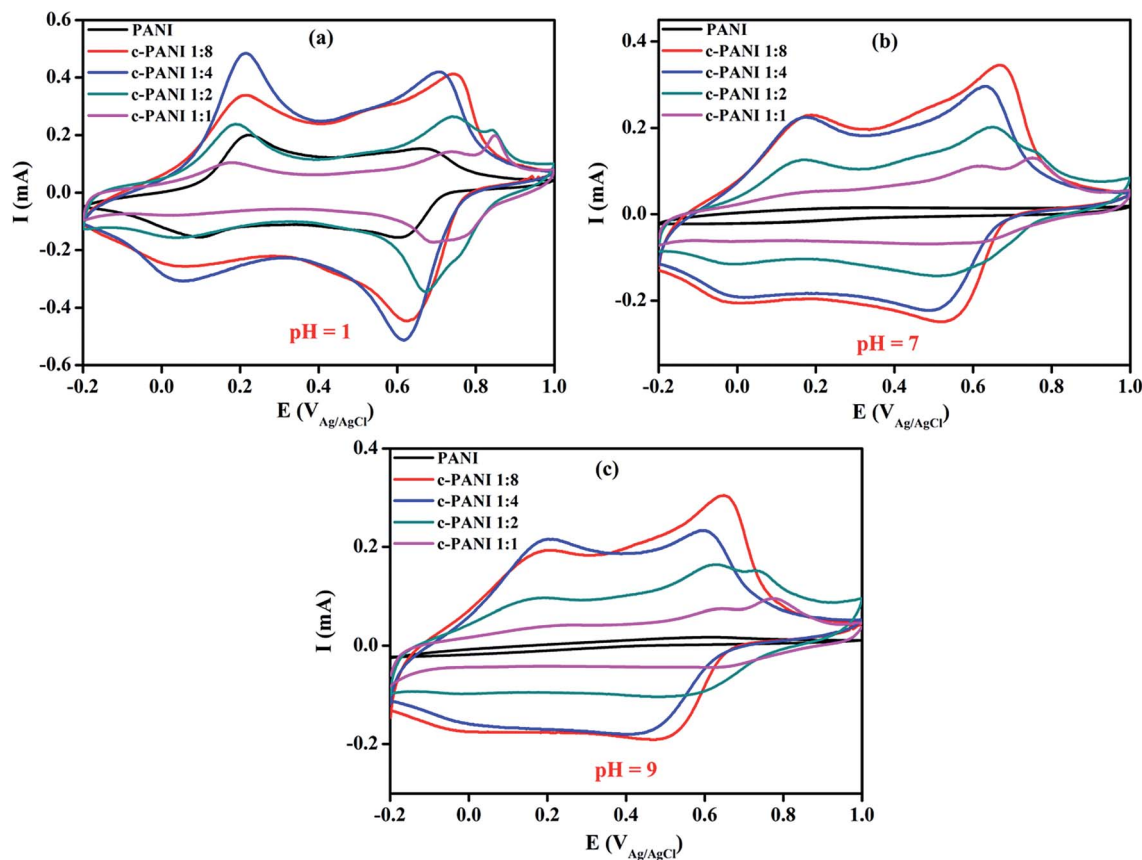 (a)
PANI
c-PANI 1:8
c-PANI 1:4
c-PANI 1:2
c-PANI 1:1
0.6
0.4
0.2
0.0
-0.2
-0.4
-0.6
I (mA)
pH = 1
-0.2 0.0 0.2 0.4 0.6 0.8 1.0
E (V_Ag/AgCl)
(b)
PANI
c-PANI 1:8
c-PANI 1:4
c-PANI 1:2
c-PANI 1:1
0.4
0.2
0.0
-0.2
I (mA)
pH = 7
-0.2 0.0 0.2 0.4 0.6 0.8 1.0
E (V_Ag/AgCl)
(c)
PANI
c-PANI 1:8
c-PANI 1:4
c-PANI 1:2
c-PANI 1:1
0.4
0.2
0.0
-0.2
I (mA)
pH = 9
-0.2 0.0 0.2 0.4 0.6 0.8 1.0
E (V_Ag/AgCl)